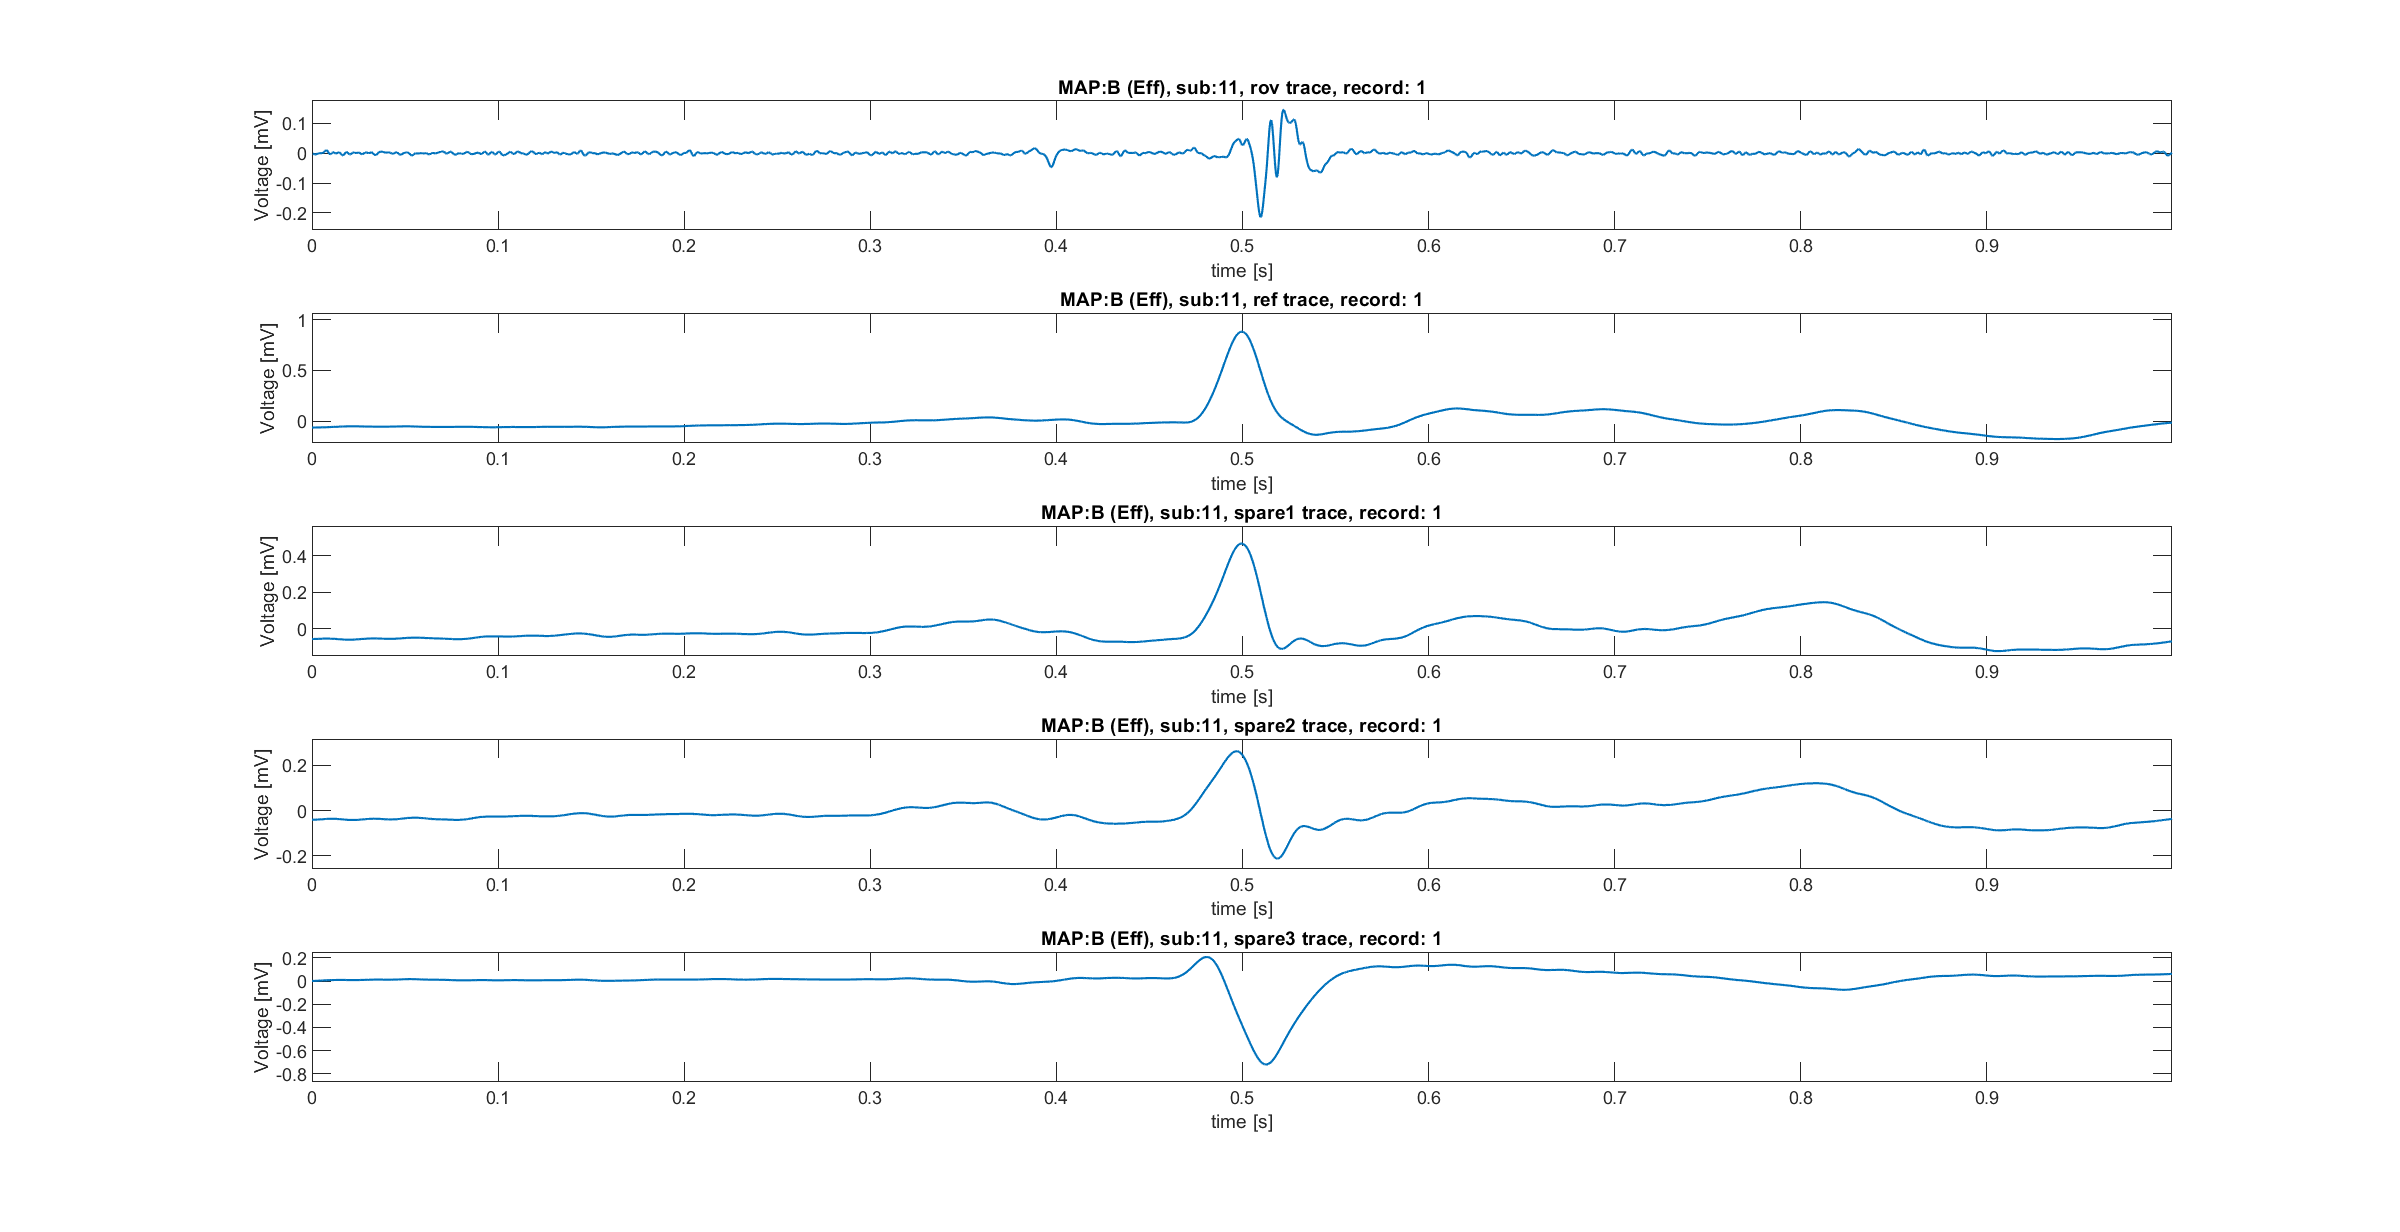 MAP:B (Eff), sub:11, rov trace, record: 1
Voltage [mV]
0.1
0
-0.1
-0.2
0 0.1 0.2 0.3 0.4 0.5 0.6 0.7 0.8 0.9
time [s]
MAP:B (Eff), sub:11, ref trace, record: 1
Voltage [mV]
1
0.5
0
0 0.1 0.2 0.3 0.4 0.5 0.6 0.7 0.8 0.9
time [s]
MAP:B (Eff), sub:11, spare1 trace, record: 1
Voltage [mV]
0.4
0.2
0
0 0.1 0.2 0.3 0.4 0.5 0.6 0.7 0.8 0.9
time [s]
MAP:B (Eff), sub:11, spare2 trace, record: 1
Voltage [mV]
0.2
0
-0.2
0 0.1 0.2 0.3 0.4 0.5 0.6 0.7 0.8 0.9
time [s]
MAP:B (Eff), sub:11, spare3 trace, record: 1
Voltage [mV]
0.2
0
-0.2
-0.4
-0.6
-0.8
0 0.1 0.2 0.3 0.4 0.5 0.6 0.7 0.8 0.9
time [s]